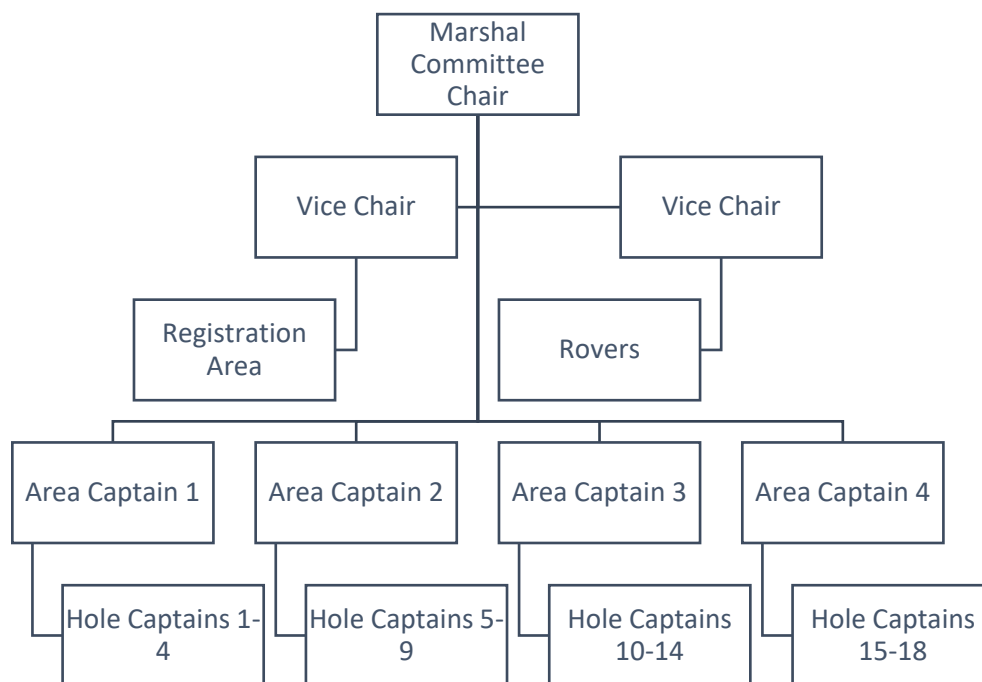 Marshal
Committee
Chair
Vice Chair
Vice Chair
Registration
Area
Rovers
Area Captain 1
Area Captain 2
Area Captain 3
Area Captain 4
Hole Captains 1-
4
Hole Captains 5-
9
Hole Captains
10-14
Hole Captains
15-18